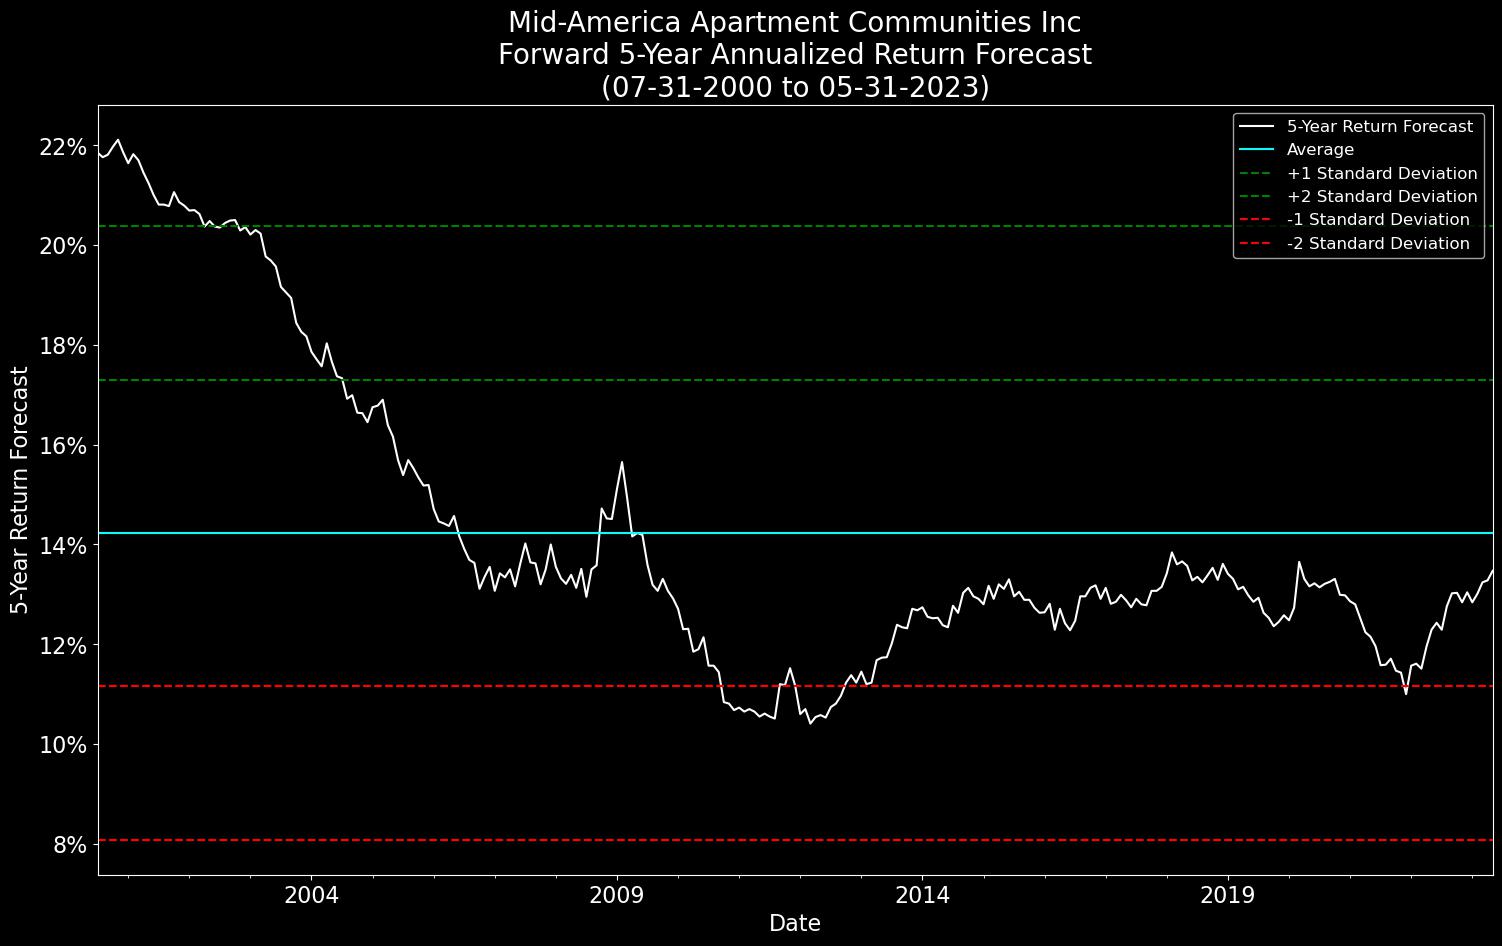 Mid-America Apartment Communities Inc
Forward 5-Year Annualized Return Forecast
(07-31-2000 to 05-31-2023)
5-Year Return Forecast
Average
+1 Standard Deviation
+2 Standard Deviation
-1 Standard Deviation
-2 Standard Deviation
22%
20%
18%
16%
14%
12%
10%
8%
5-Year Return Forecast
2004
2009
2014
2019
Date